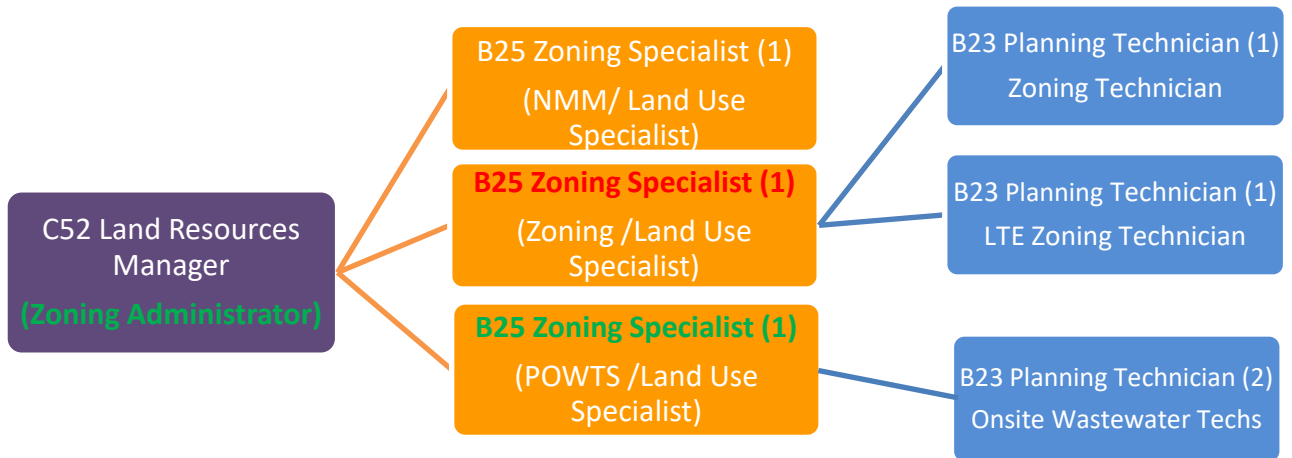 C52 Land Resources
Manager
(Zoning Administrator)
B25 Zoning Specialist (1)
(NMM/ Land Use
Specialist)
B25 Zoning Specialist (1)
(Zoning /Land Use
Specialist)
B25 Zoning Specialist (1)
(POWTS /Land Use
Specialist)
B23 Planning Technician (1)
Zoning Technician
B23 Planning Technician (1)
LTE Zoning Technician
B23 Planning Technician (2)
Onsite Wastewater Techs